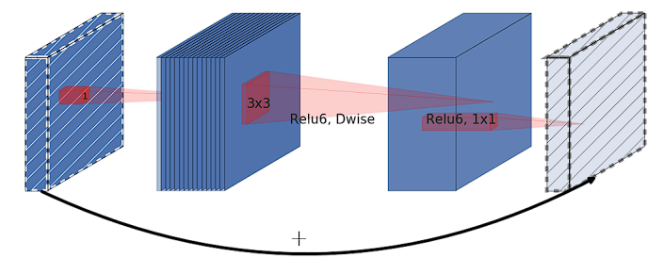 1
3x3
Relu6, Dwise
Relu6, 1x1
+